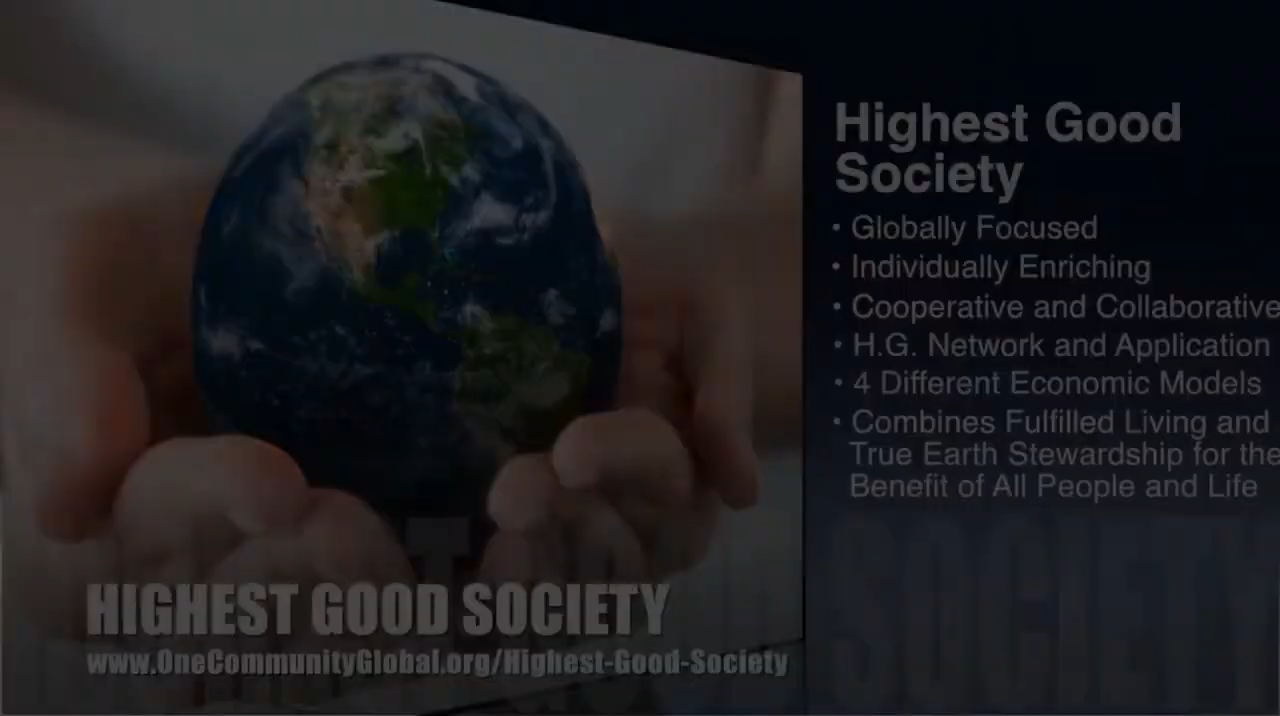 Highest Good
Society
• Globally Focused
• Individually Enriching
• Cooperative and Collaborative
• H.G. Network and Application
• 4 Different Economic Models
• Combines Fulfilled Living and
True Earth Stewardship for the
Benefit of All People and Life
HIGHEST GOOD SOCIETY
www.OneCommunityGlobal.org/Highest-Good-Society
SOCIETY